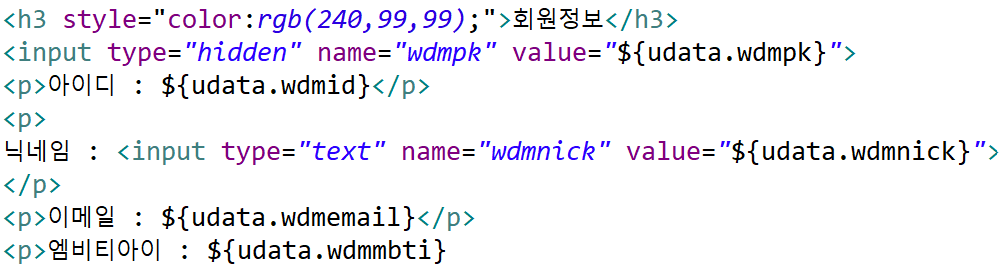 <h3 style="color:rgb(240,99,99);">회원정보</h3>
<input type="hidden" name="wdmpk" value="${udata.wdmpk}">
<p>아이디 : ${udata.wdmid}</p>
<p>
닉네임 : <input type="text" name="wdmnick" value="${udata.wdmnick}">
</p>
<p>이메일 : ${udata.wdmemail}</p>
<p>엠비티아이 : ${udata.wdmmbti}